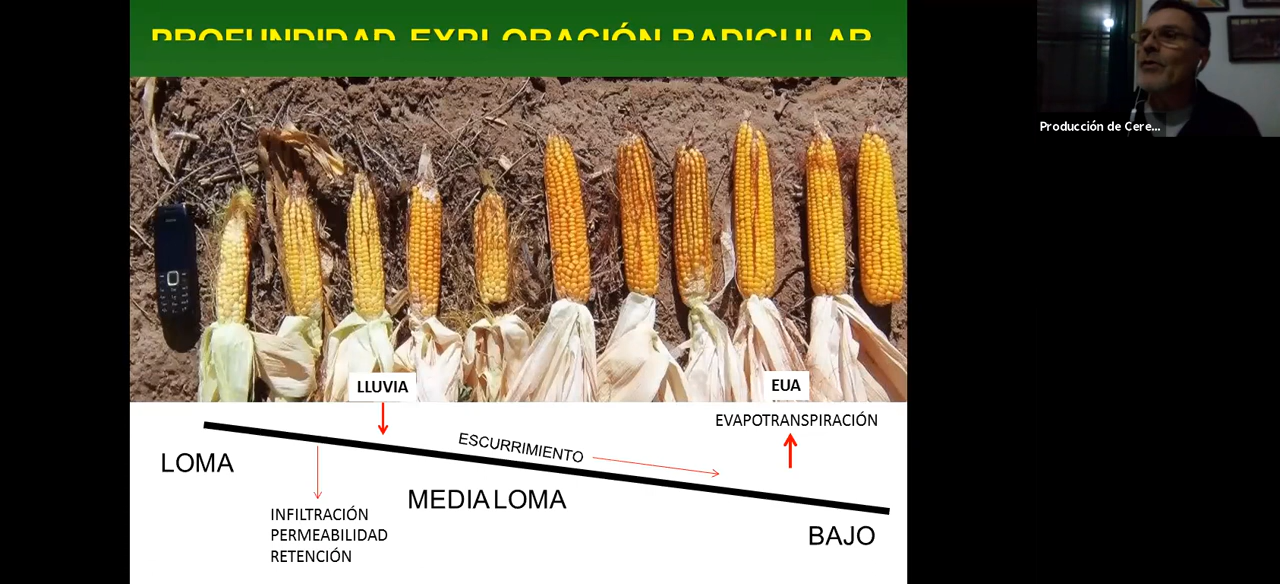 PROFUNDIDAD EXPLORACIÓN RADICULAR
Producción de Cere...
LLUVIA
EUA
EVAPOTRANSPIRACIÓN
ESCURRIMIENTO
LOMA
MEDIA LOMA
INFILTRACIÓN
PERMEABILIDAD
RETENCIÓN
BAJO